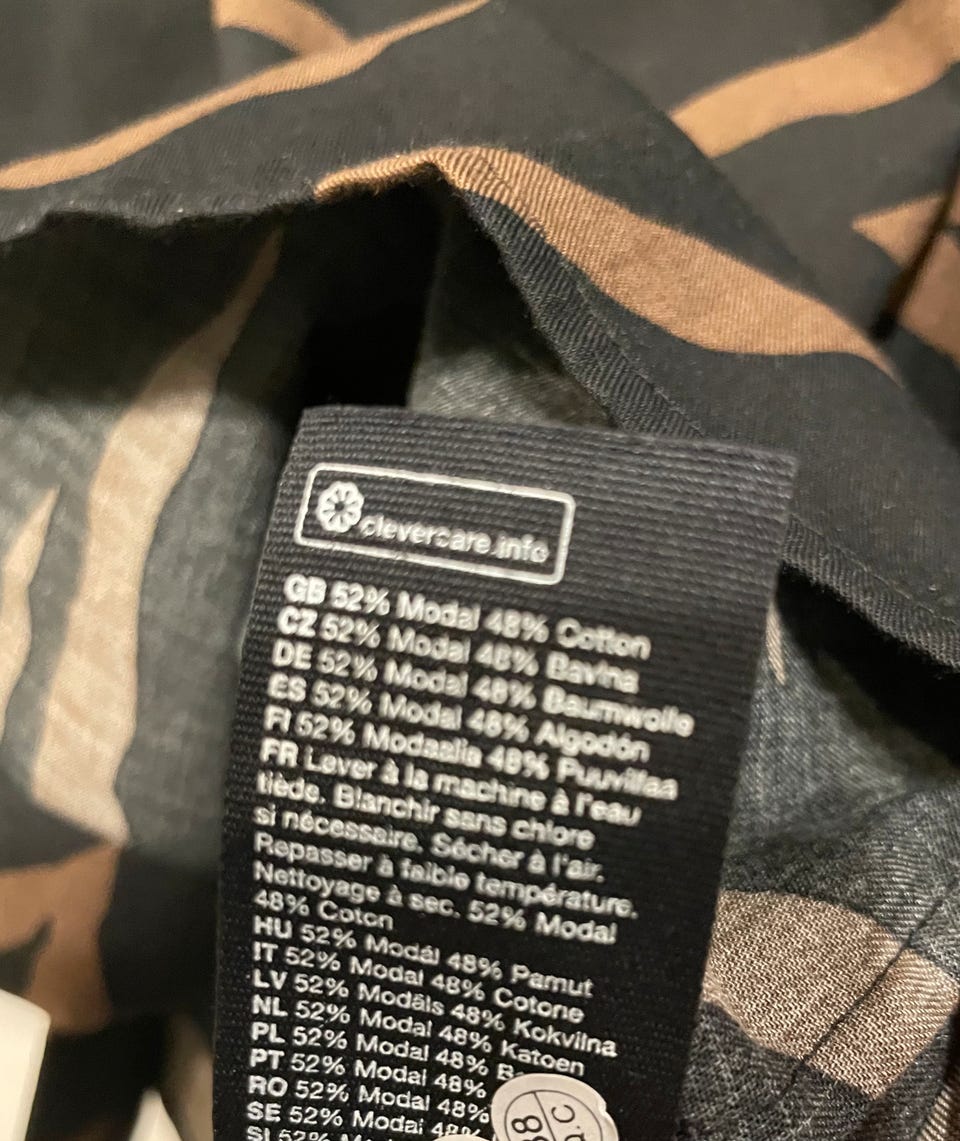 clevercare.info
GB 52% Modal 48% Cotton
CZ 52% Modal 48% Bavlna
DE 52% Modal 48% Baumwolle
ES 52% Modal 48% Algodón
FI 52% Modaalia 48% Puuvillaa
FR Laver à la machine à l'eau
tiède. Blanchir sans chlore
si nécessaire. Sécher à l'air.
Repasser à faible température.
Nettoyage à sec. 52% Modal
48% Coton
HU 52% Modál 48% Pamut
IT 52% Modal 48% Cotone
LV 52% Modāls 48% Kokvilna
NL 52% Modal 48% Katoen
PL 52% Modal 48%
PT 52% Modal 48%
RO 52% Modal 48%
SE 52% Modal 48%
SI 52% Modal